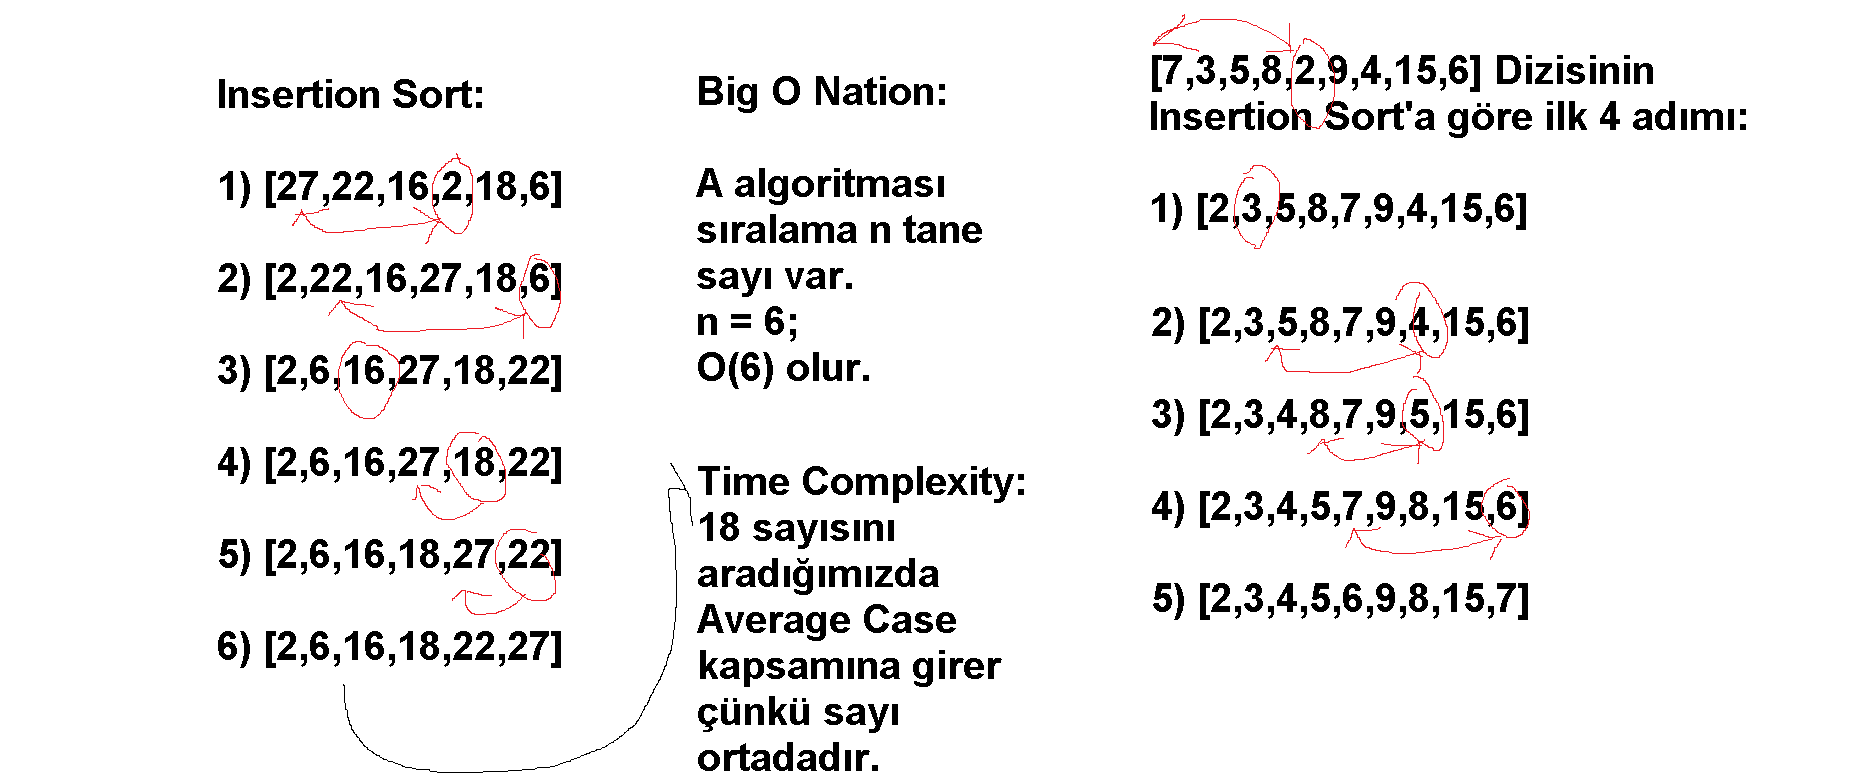 Insertion Sort:
1) [27,22,16,2,18,6]
2) [2,22,16,27,18,6]
3) [2,6,16,27,18,22]
4) [2,6,16,27,18,22]
5) [2,6,16,18,27,22]
6) [2,6,16,18,22,27]
Big O Nation:
A algoritması
sıralama n tane
sayı var.
n = 6;
O(6) olur.
Time Complexity:
18 sayısını
aradığımızda
Average Case
kapsamına girer
çünkü sayı
ortadadır.
[7,3,5,8,2,9,4,15,6] Dizisinin
Insertion Sort'a göre ilk 4 adımı:
1) [2,3,5,8,7,9,4,15,6]
2) [2,3,5,8,7,9,4,15,6]
3) [2,3,4,8,7,9,5,15,6]
4) [2,3,4,5,7,9,8,15,6]
5) [2,3,4,5,6,9,8,15,7]